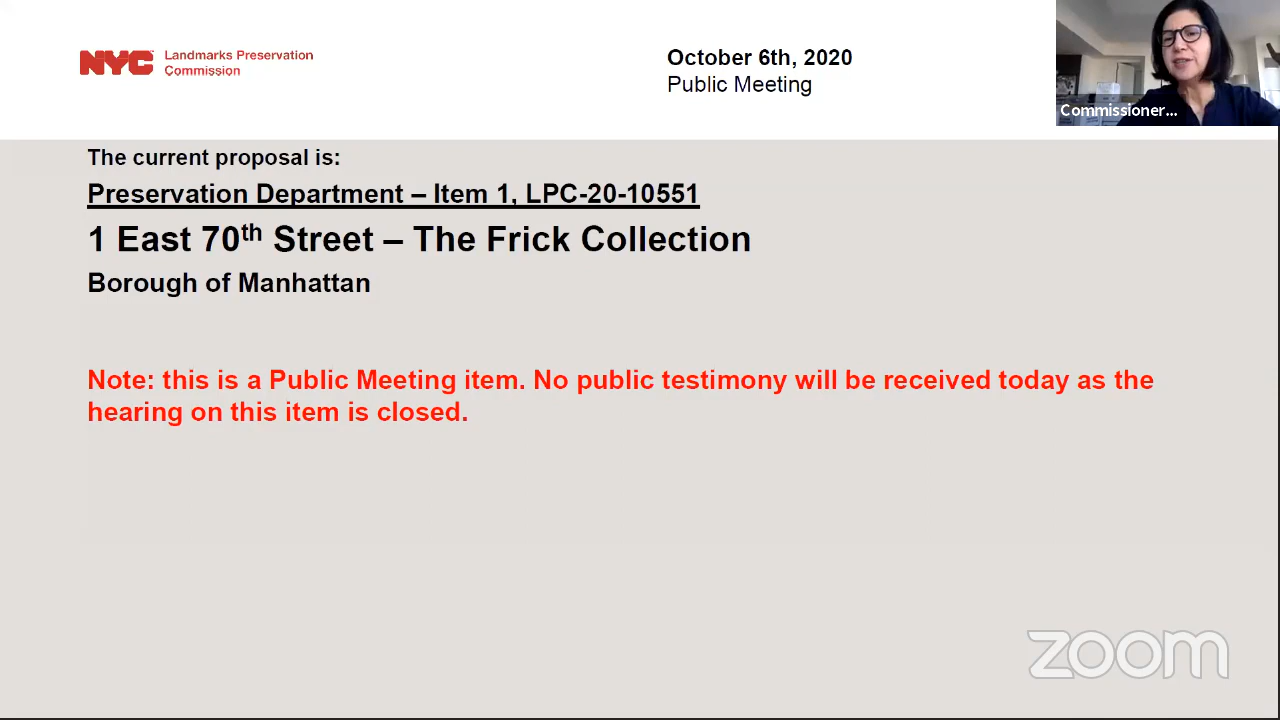 NYC Landmarks Preservation
Commission
October 6th, 2020
Public Meeting
Commissioner...
The current proposal is:
Preservation Department – Item 1, LPC-20-10551
1 East 70th Street – The Frick Collection
Borough of Manhattan
Note: this is a Public Meeting item. No public testimony will be received today as the
hearing on this item is closed.
zoom